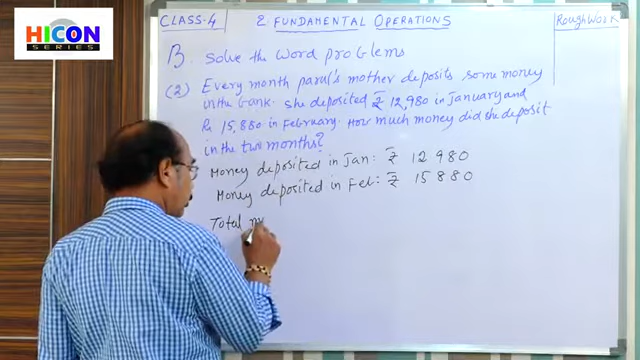 HICON
SERIES
CLASS-4
2 FUNDAMENTAL OPERATIONS
Rough Work
B. Solve the word problems
(2) Every month parul's mother deposits some money
in the bank. She deposited ₹ 12,980 in January and
₹ 15,880 in February. How much money did she deposit
in the two months?
Money deposited in Jan: ₹ 12 980
Money deposited in Feb: ₹ 15 880
Total m